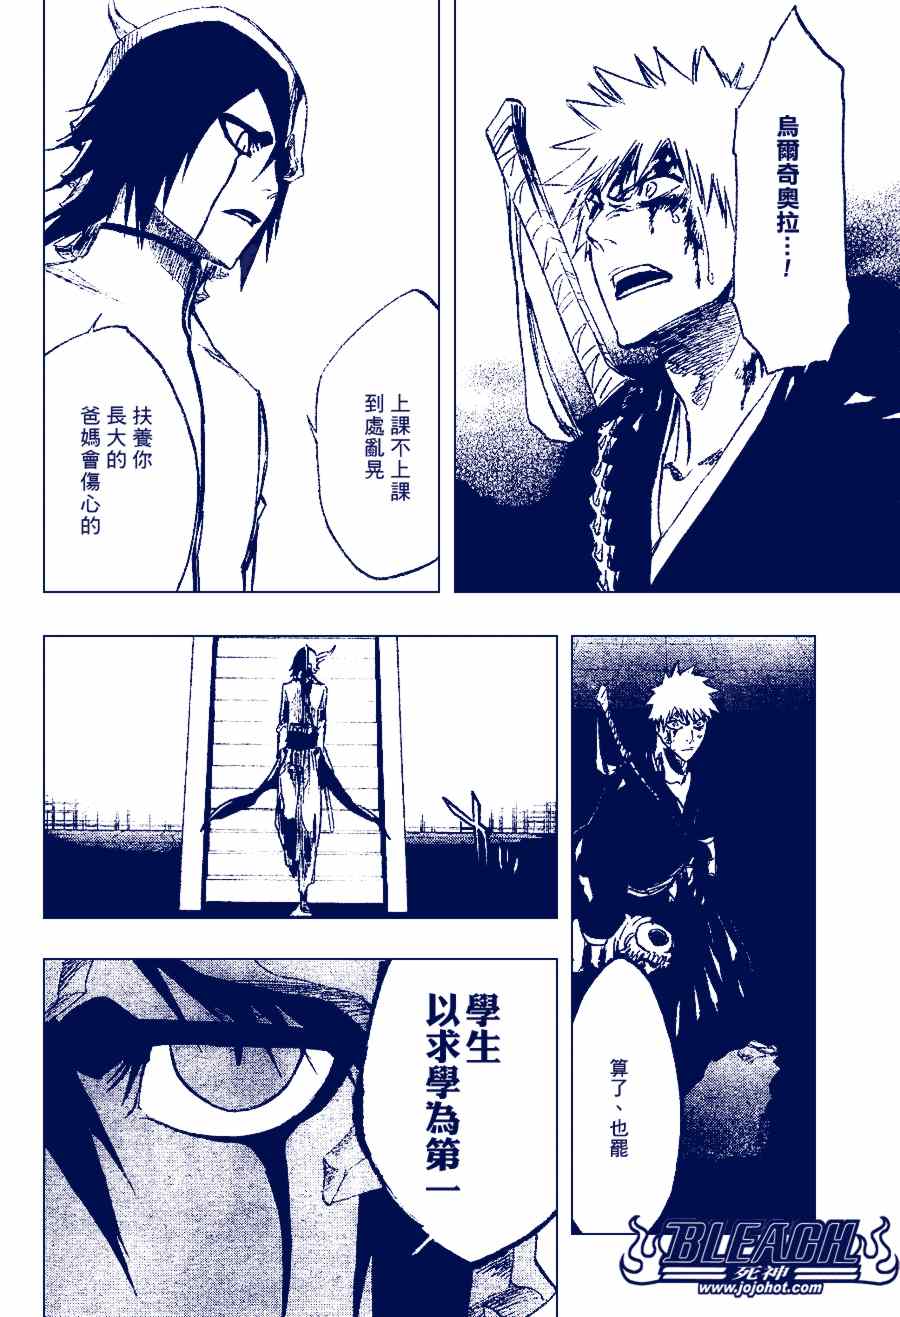 烏爾奇奧拉…!
上課不上課
到處亂晃
扶養你
長大的
爸媽會傷心的
算了、也罷
學生
以求學為第一
BLEACH
死神
www.jojohot.com